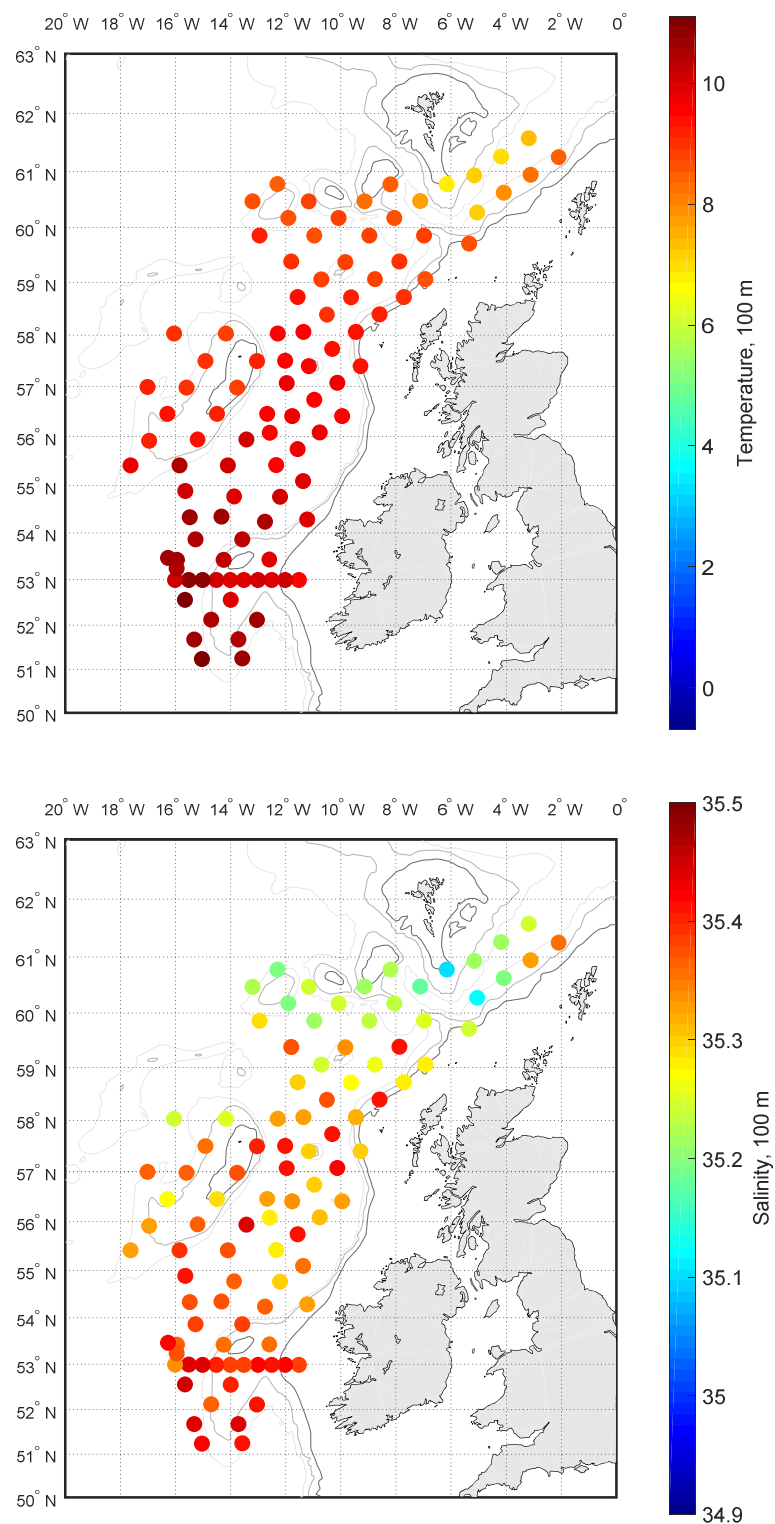 20° W 18° W 16° W 14° W 12° W 10° W 8° W 6° W 4° W 2° W 0°
63° N
62° N
61° N
60° N
59° N
58° N
57° N
56° N
55° N
54° N
53° N
52° N
51° N
50° N
10
8
6
4
2
0
Temperature, 100 m
20° W 18° W 16° W 14° W 12° W 10° W 8° W 6° W 4° W 2° W 0°
63° N
62° N
61° N
60° N
59° N
58° N
57° N
56° N
55° N
54° N
53° N
52° N
51° N
50° N
35.5
35.4
35.3
35.2
35.1
35
34.9
Salinity, 100 m